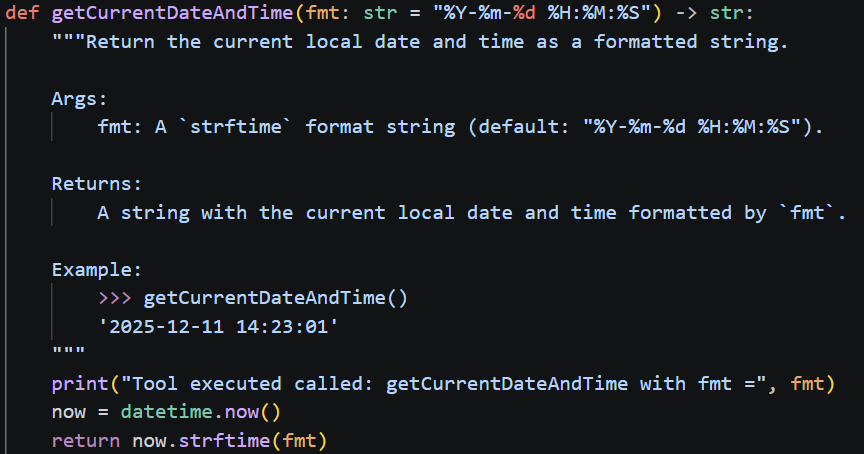 def getCurrentDateAndTime(fmt: str = "%Y-%m-%d %H:%M:%S") -> str:
"""Return the current local date and time as a formatted string.
Args:
fmt: A `strftime` format string (default: "%Y-%m-%d %H:%M:%S").
Returns:
A string with the current local date and time formatted by `fmt`.
Example:
>>> getCurrentDateAndTime()
'2025-12-11 14:23:01'
"""
print("Tool executed called: getCurrentDateAndTime with fmt =", fmt)
now = datetime.now()
return now.strftime(fmt)